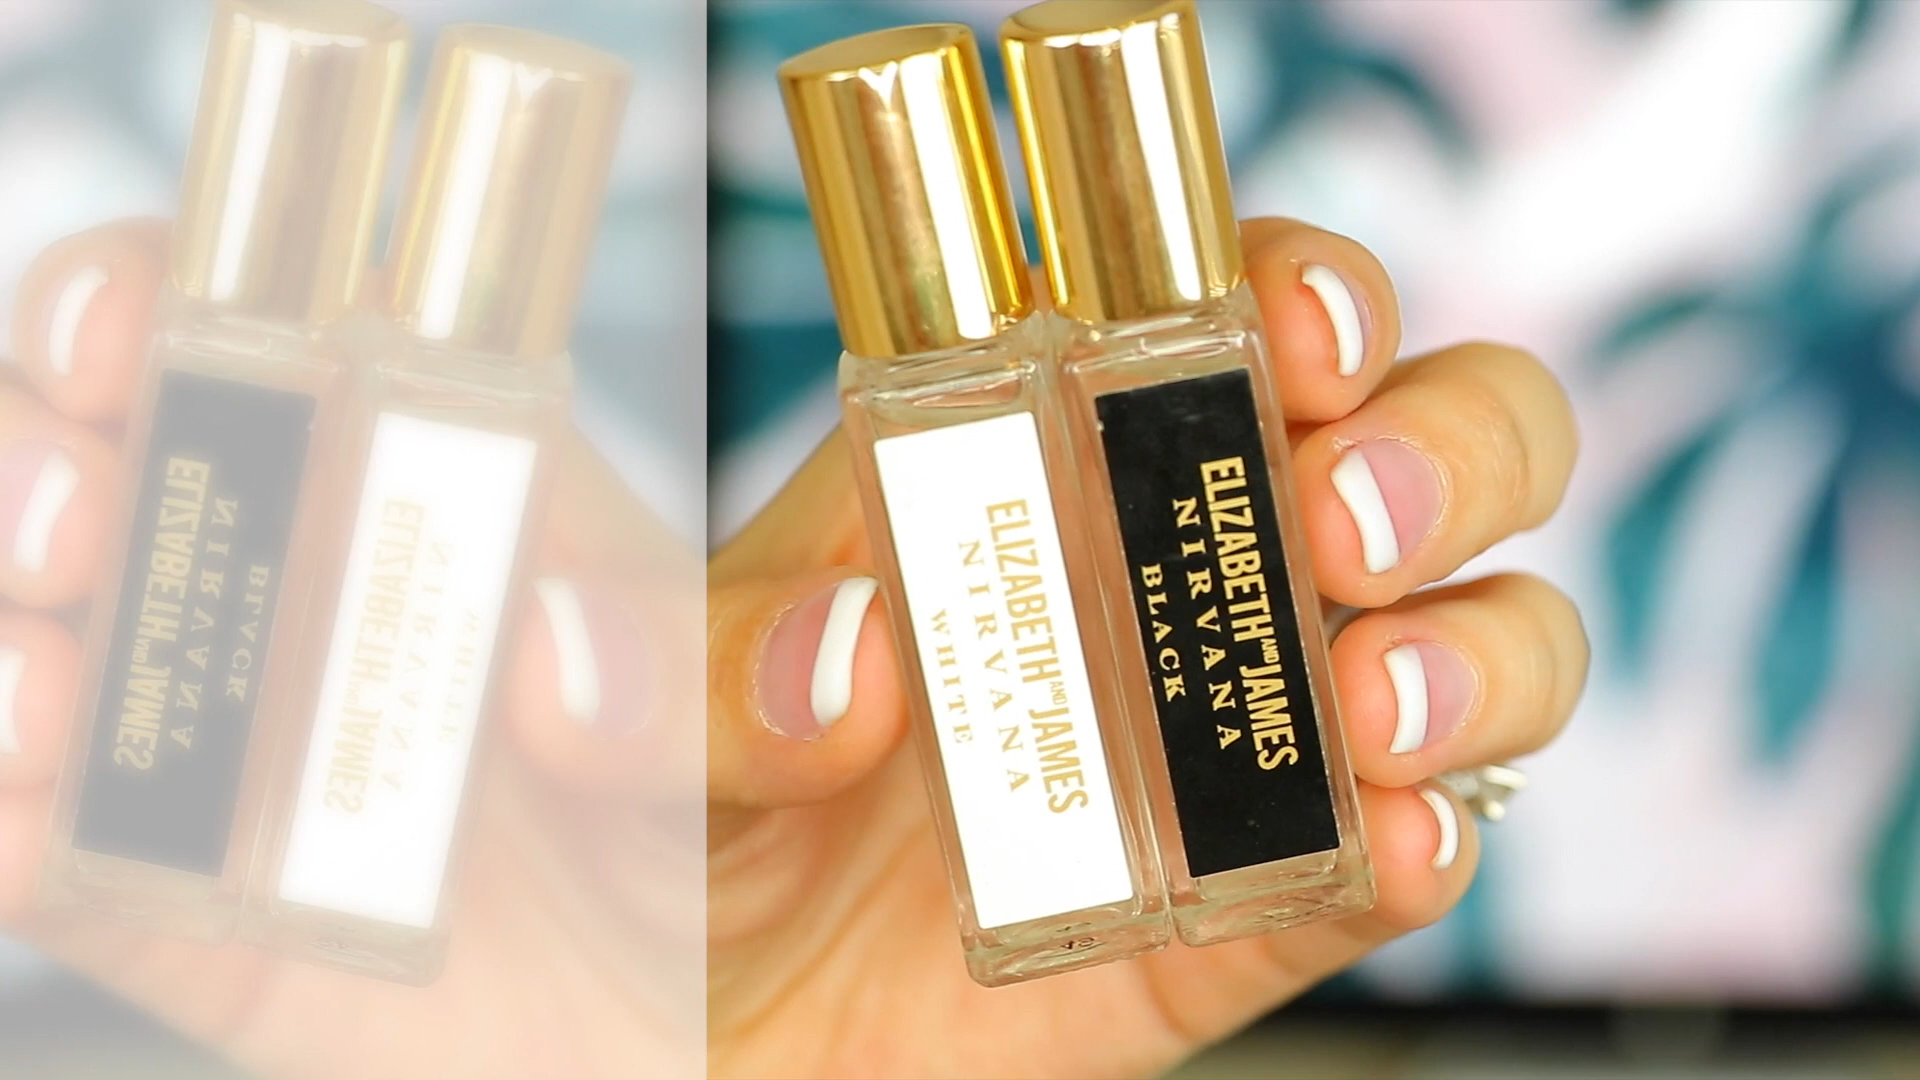 ELIZABETH AND JAMES
NIRVANA
WHITE
ELIZABETH AND JAMES
NIRVANA
BLACK